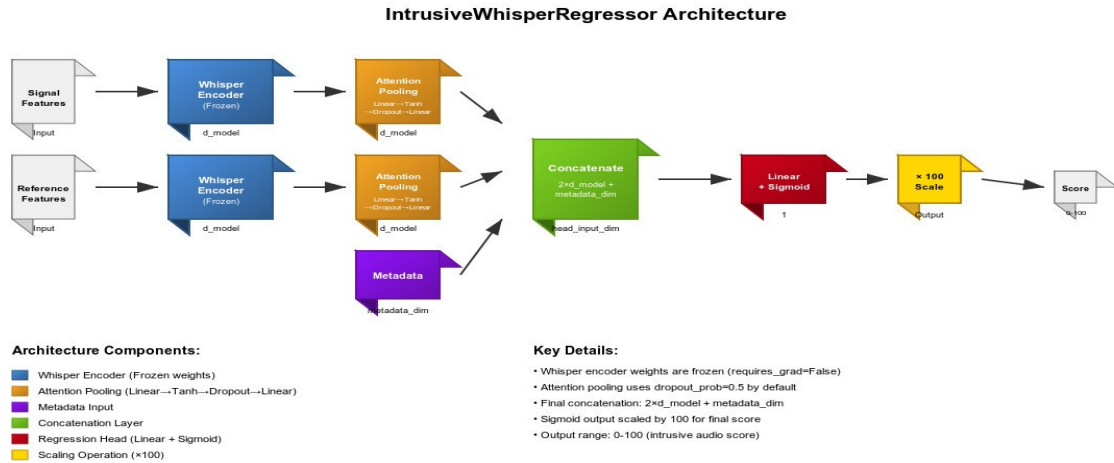 IntrusiveWhisperRegressor Architecture
Signal
Features
Input
Whisper
Encoder
(Frozen)
d_model
Attention
Pooling
Linear→Tanh
→Dropout→Linear
d_model
Reference
Features
Input
Whisper
Encoder
(Frozen)
d_model
Attention
Pooling
Linear→Tanh
→Dropout→Linear
d_model
Metadata
metadata_dim
Concatenate
2×d_model +
metadata_dim
head_input_dim
Linear
+ Sigmoid
1
× 100
Scale
Output
Score
0-100
Architecture Components:
Whisper Encoder (Frozen weights)
Attention Pooling (Linear→Tanh→Dropout→Linear)
Metadata Input
Concatenation Layer
Regression Head (Linear + Sigmoid)
Scaling Operation (×100)
Key Details:
• Whisper encoder weights are frozen (requires_grad=False)
• Attention pooling uses dropout_prob=0.5 by default
• Final concatenation: 2×d_model + metadata_dim
• Sigmoid output scaled by 100 for final score
• Output range: 0-100 (intrusive audio score)